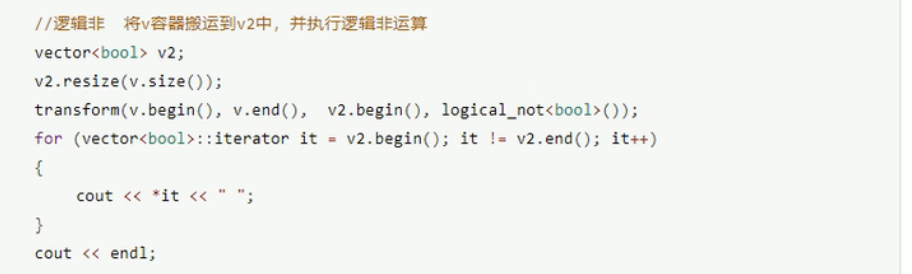 //逻辑非  将v容器搬运到v2中，并执行逻辑非运算
vector<bool> v2;
v2.resize(v.size());
transform(v.begin(), v.end(),  v2.begin(), logical_not<bool>());
for (vector<bool>::iterator it = v2.begin(); it != v2.end(); it++)
{
    cout << *it << " ";
}
cout << endl;